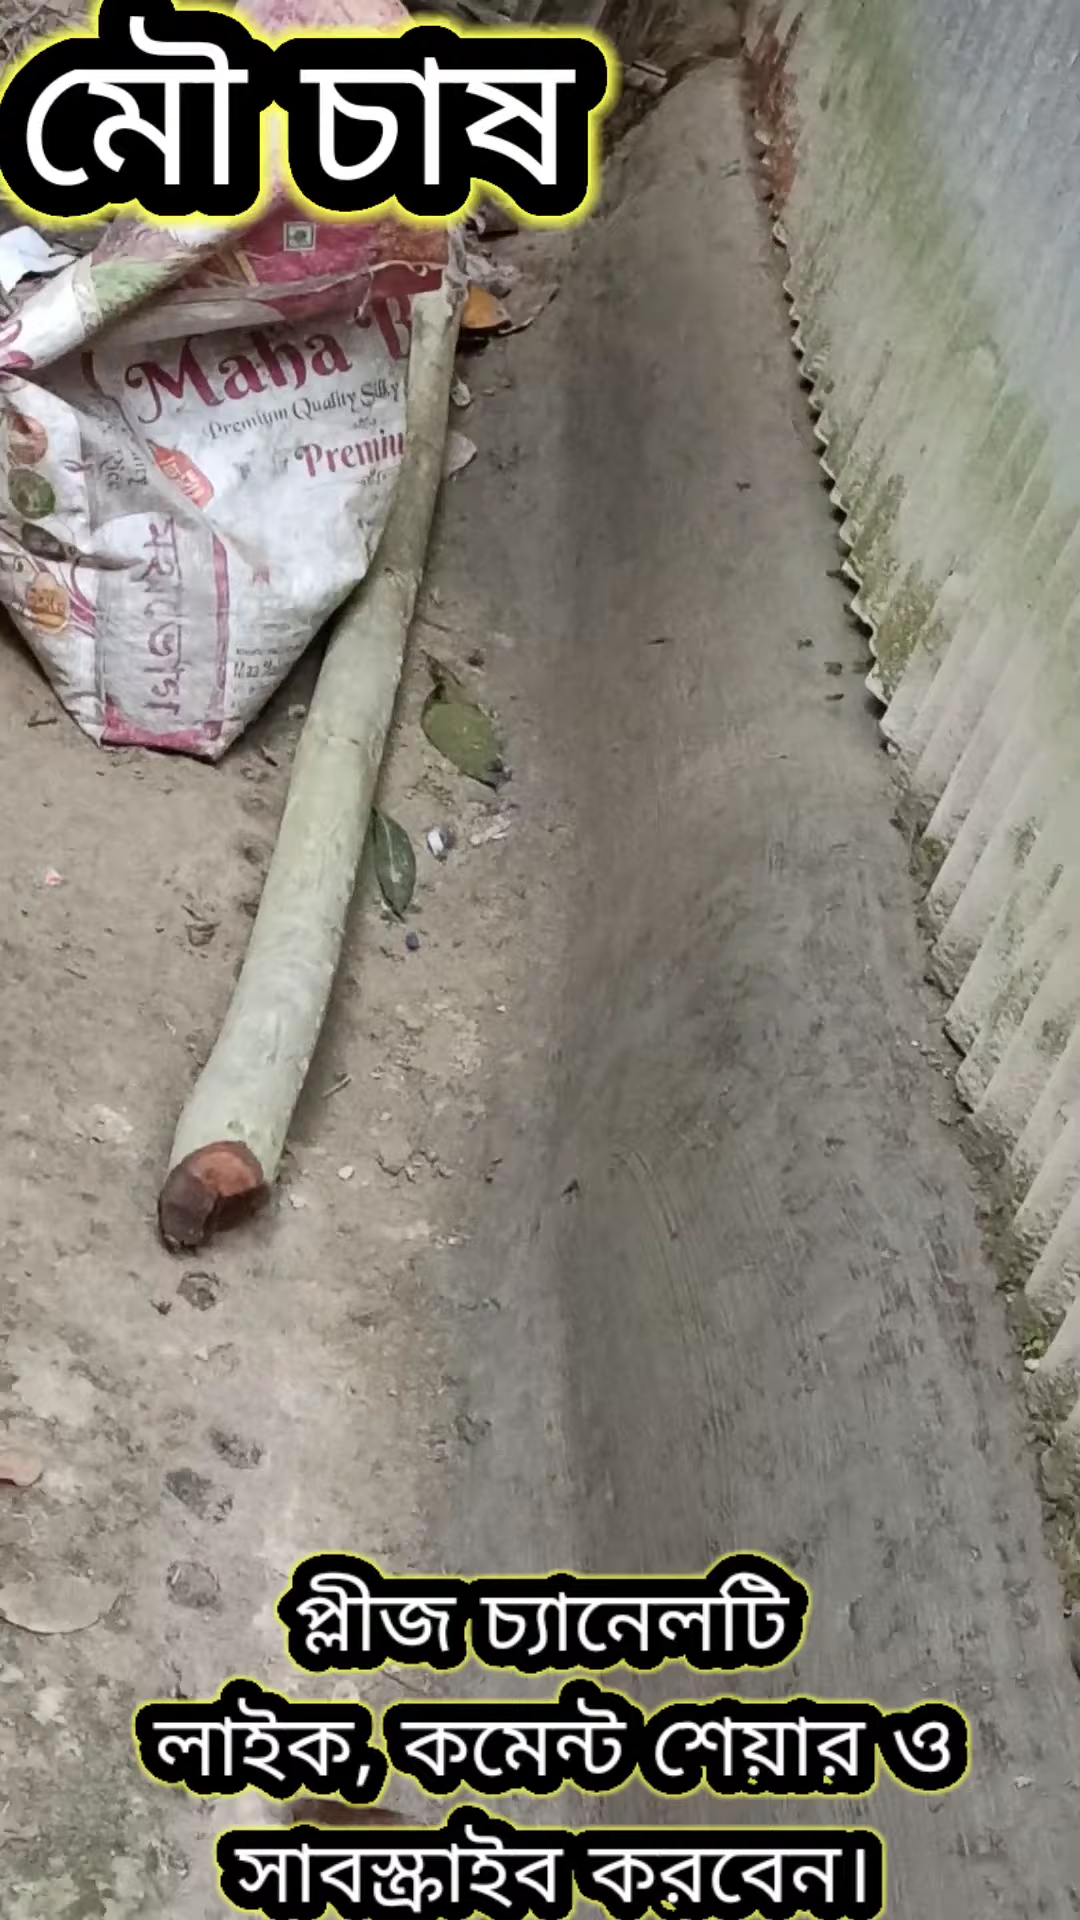 মৌ চাষ
Maha
Premium Quality Silky
Premiu
প্লীজ চ্যানেলটি
লাইক, কমেন্ট শেয়ার ও
সাবস্ক্রাইব করবেন।